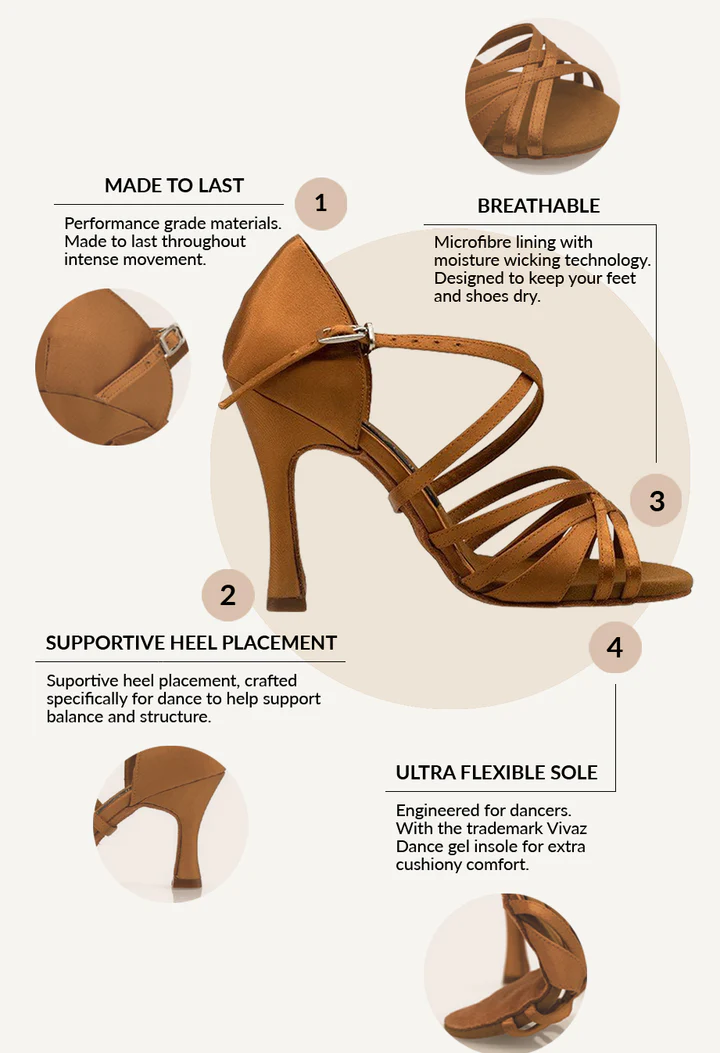 1
MADE TO LAST
Performance grade materials.
Made to last throughout
intense movement.
BREATHABLE
Microfibre lining with
moisture wicking technology.
Designed to keep your feet
and shoes dry.
3
2
SUPPORTIVE HEEL PLACEMENT
Suportive heel placement, crafted
specifically for dance to help support
balance and structure.
4
ULTRA FLEXIBLE SOLE
Engineered for dancers.
With the trademark Vivaz
Dance gel insole for extra
cushiony comfort.